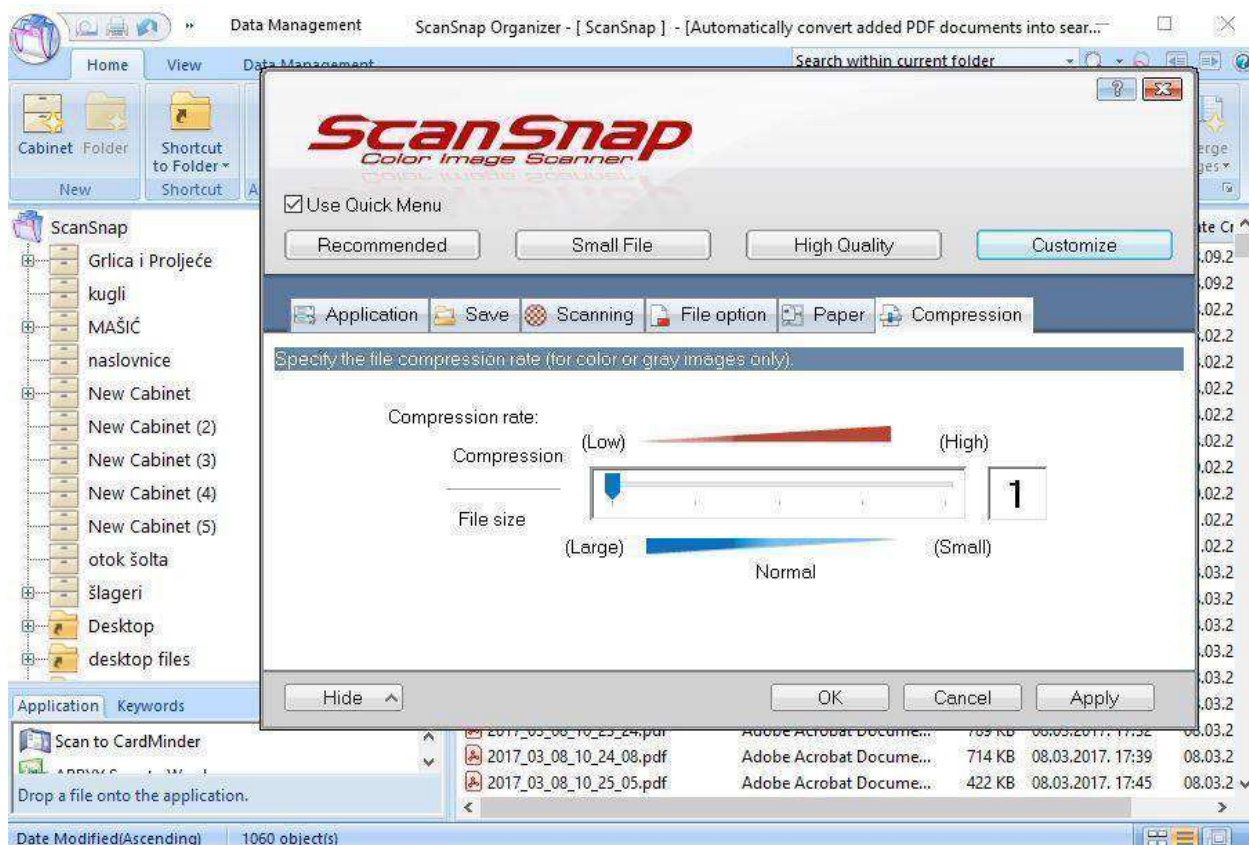 Data Management
ScanSnap Organizer - [ ScanSnap ] - [Automatically convert added PDF documents into sear...
Home
View
Data Management
Search within current folder
Cabinet
Folder
Shortcut
to Folder
New
Shortcut
ScanSnap
Color Image Scanner
Use Quick Menu
Recommended
Small File
High Quality
Customize
Application
Save
Scanning
File option
Paper
Compression
Specify the file compression rate (for color or gray images only).
Compression rate:
Compression
(Low)
(High)
File size
1
(Large)
(Small)
Normal
Hide
OK
Cancel
Apply
ScanSnap
Grlica i Proljeće
kugli
MAŠIĆ
naslovnice
New Cabinet
New Cabinet (2)
New Cabinet (3)
New Cabinet (4)
New Cabinet (5)
otok šolta
šlageri
Desktop
desktop files
Application
Keywords
Scan to CardMinder
Drop a file onto the application.
2017_03_08_10_24_08.pdf Adobe Acrobat Docume... 714 KB 08.03.2017. 17:39 08.03.2
2017_03_08_10_25_05.pdf Adobe Acrobat Docume... 422 KB 08.03.2017. 17:45 08.03.2
Date Modified(Ascending)
1060 object(s)